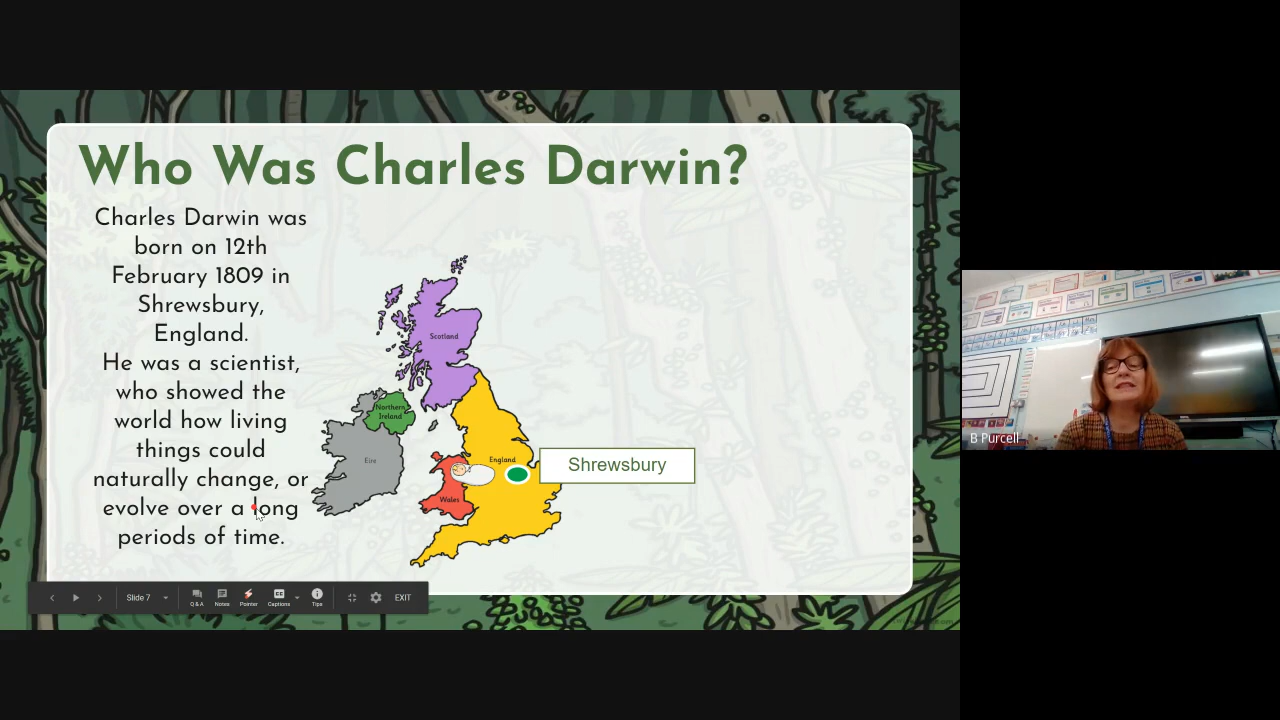 Who Was Charles Darwin?
Charles Darwin was
born on 12th
February 1809 in
Shrewsbury,
England.
He was a scientist,
who showed the
world how living
things could
naturally change, or
evolve over a long
periods of time.
Scotland
Northern
Ireland
Eire
England
Wales
Shrewsbury
B Purcell
Slide 7
Q & A
Notes
Pointer
Captions
Tips
EXIT